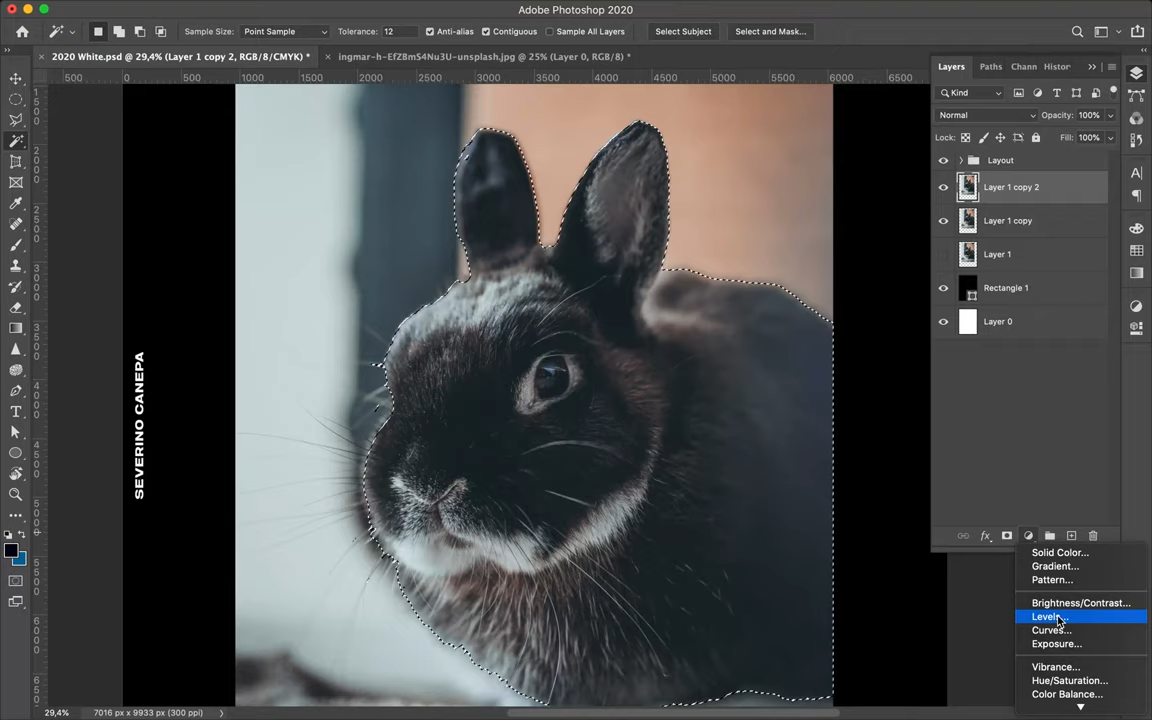 Adobe Photoshop 2020
Sample Size: Point Sample Tolerance: 12 Anti-alias Contiguous Sample All Layers Select Subject Select and Mask...
2020 White.psd @ 29,4% (Layer 1 copy 2, RGB/8/CMYK) * ingmar-h-EfZBmS4Nu3U-unsplash.jpg @ 25% (Layer 0, RGB/8) *
500 0 500 1000 1500 2000 2500 3000 3500 4000 4500 5000 5500 6000 6500
Layers Paths Chann Histor
Kind
Normal Opacity: 100%
Lock: Fill: 100%
Layout
Layer 1 copy 2
Layer 1 copy
Layer 1
Rectangle 1
Layer 0
SEVERINO CANEPA
fx
Solid Color...
Gradient...
Pattern...
Brightness/Contrast...
Levels...
Curves...
Exposure...
Vibrance...
Hue/Saturation...
Color Balance...
29,4% 7016 px x 9933 px (300 ppi)